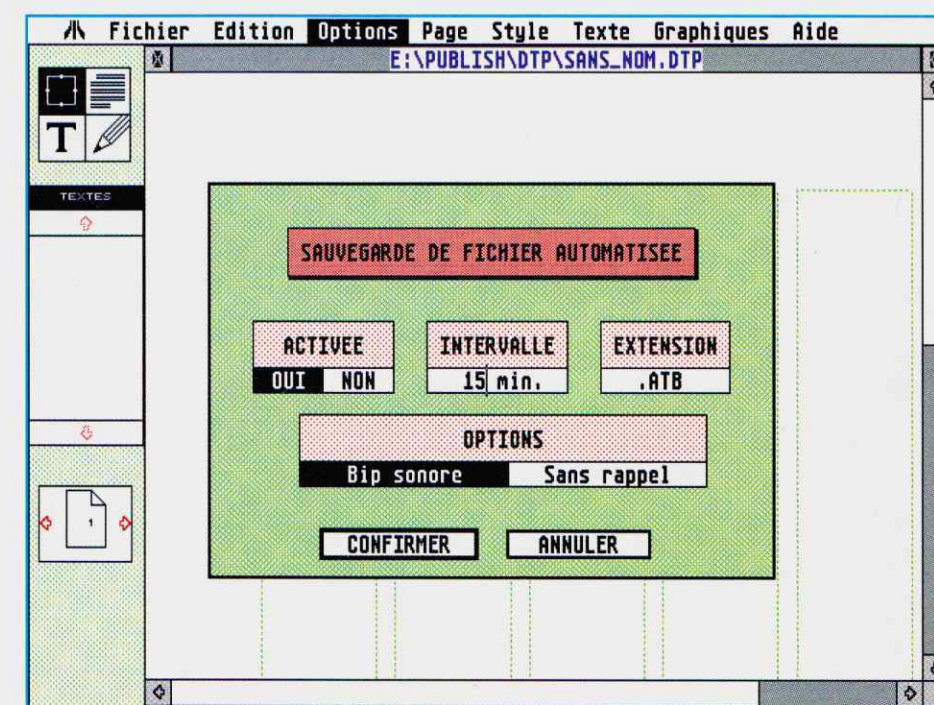 Fichier Edition Options Page Style Texte Graphiques Aide
E:\PUBLISH\DTP\SANS_NOM.DTP
T
TEXTES
SAUVEGARDE DE FICHIER AUTOMATISEE
ACTIVEE INTERVALLE EXTENSION
OUI NON 15 min. .ATB
OPTIONS
Bip sonore Sans rappel
1
CONFIRMER ANNULER